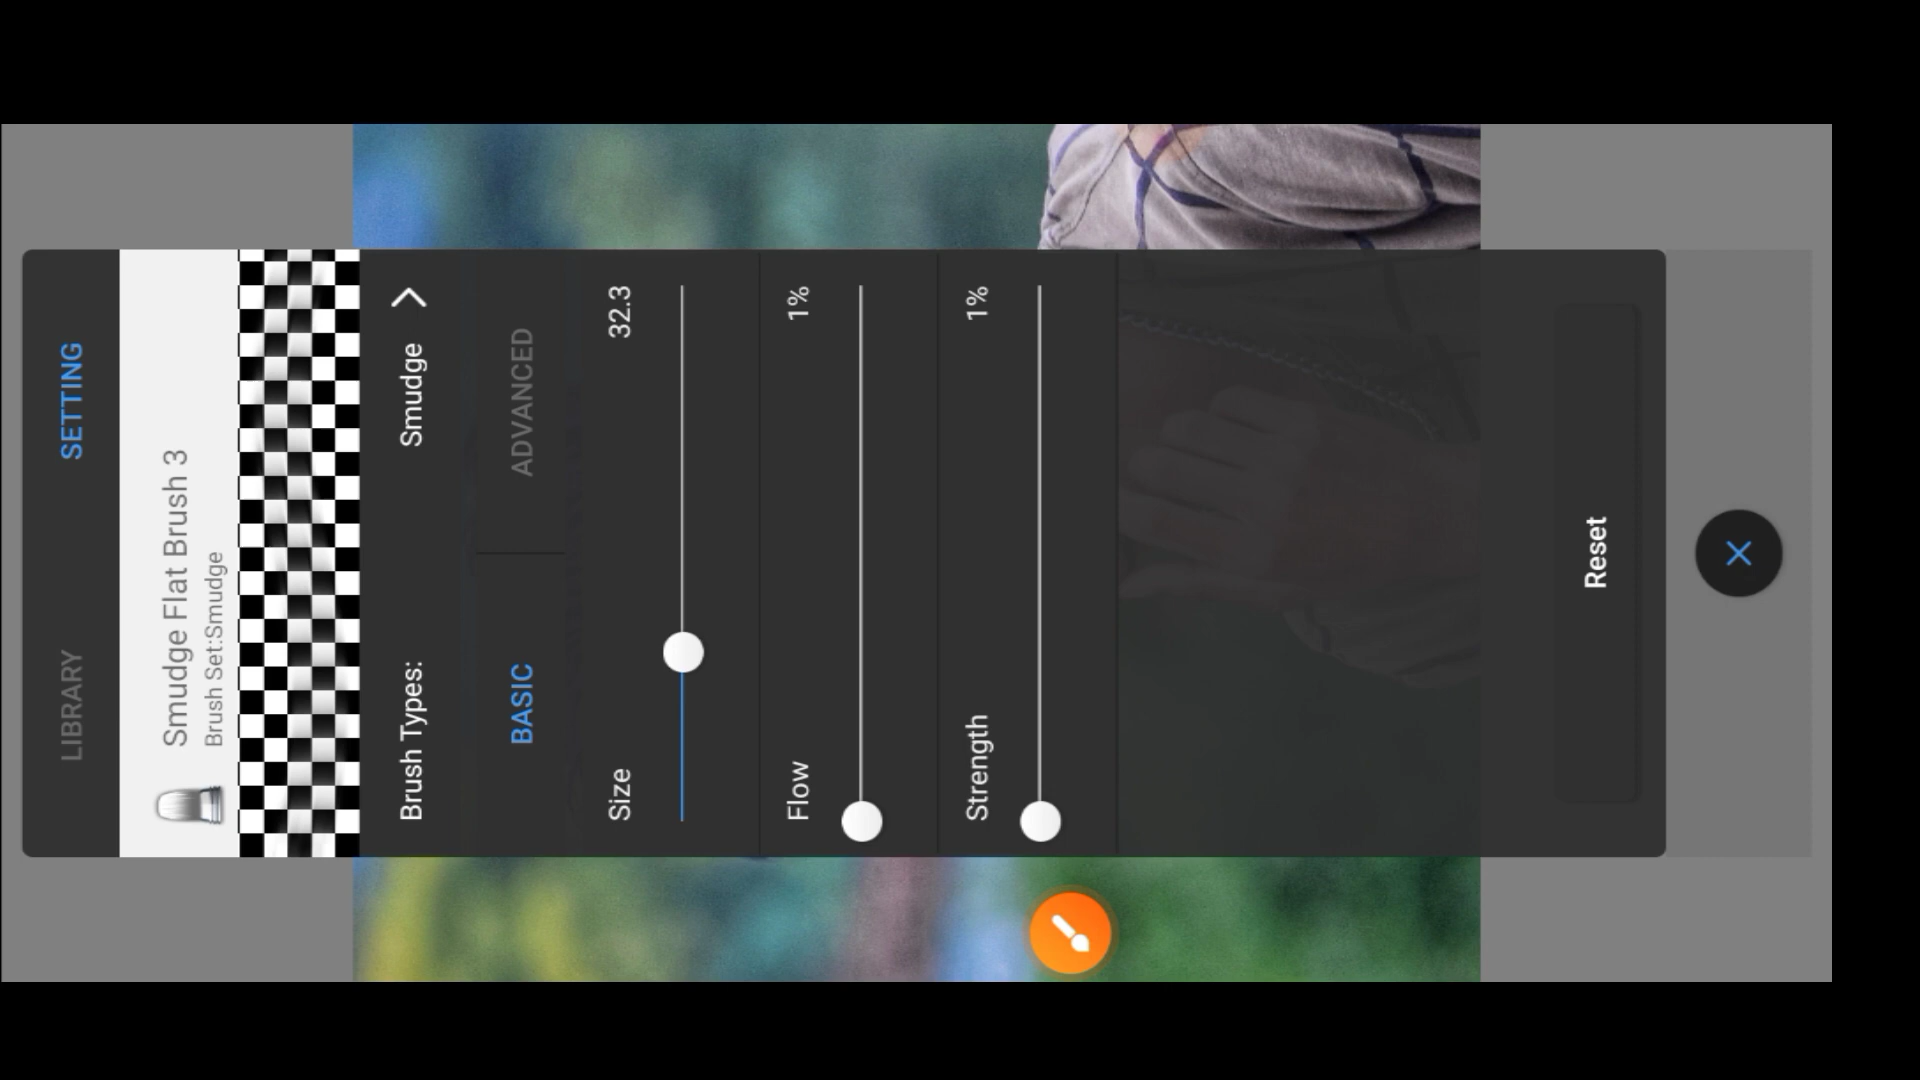 LIBRARY SETTING
Smudge Flat Brush 3
Brush Set:Smudge
Brush Types: Smudge
BASIC ADVANCED
Size 32.3
Flow 1%
Strength 1%
Reset